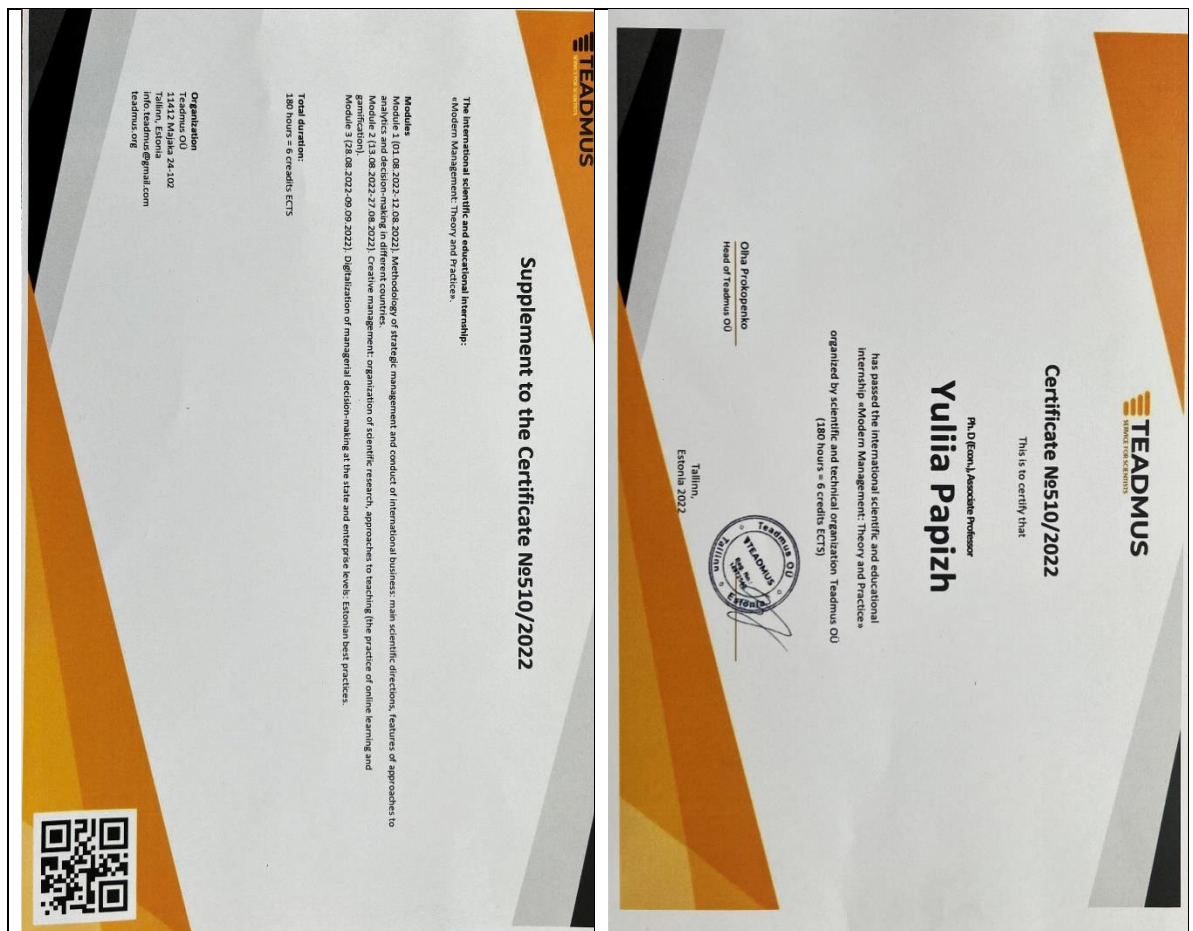 TEADMUS
SERVICE FOR SCIENTISTS
Supplement to the Certificate №510/2022
The international scientific and educational internship:
«Modern Management: Theory and Practice».
Modules
Module 1 (01.08.2022-12.08.2022). Methodology of strategic management and conduct of international business: main scientific directions, features of approaches to
analytics and decision-making in different countries.
Module 2 (13.08.2022-27.08.2022). Creative management: organization of scientific research, approaches to teaching (the practice of online learning and
gamification).
Module 3 (28.08.2022-09.09.2022). Digitalization of managerial decision-making at the state and enterprise levels: Estonian best practices.
Total duration:
180 hours = 6 creadits ECTS
Organization
Teadmus OÜ
11412 Majaka 24-102
Tallinn, Estonia
info.teadmus@gmail.com
teadmus.org
TEADMUS
SERVICE FOR SCIENTISTS
Certificate №510/2022
This is to certify that
Ph.D (Econ.), Associate Professor
Yuliia Papizh
has passed the international scientific and educational
internship «Modern Management: Theory and Practice»
organized by scientific and technical organization Teadmus OÜ
(180 hours = 6 credits ECTS)
Olha Prokopenko
Head of Teadmus OÜ
Teadmus OÜ
TEADMUS
Reg. No.:
Tallinn
Estonia
Tallinn,
Estonia 2022